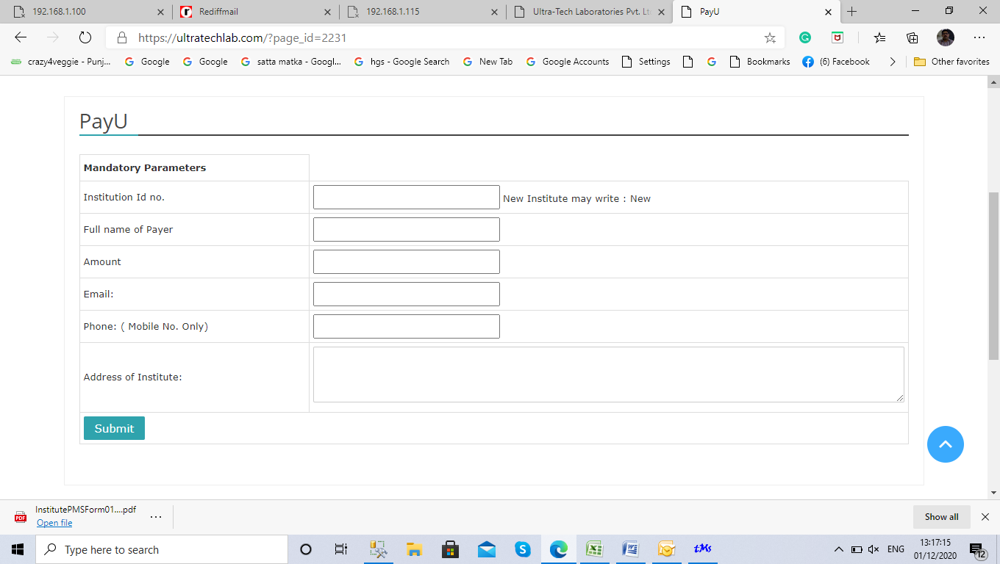 192.168.1.100
Rediffmail
192.168.1.115
Ultra-Tech Laboratories Pvt. Lt
PayU
https://ultratechlab.com/?page_id=2231
crazy4veggie - Punj...
Google
Google
satta matka - Googl...
hgs - Google Search
New Tab
Google Accounts
Settings
Bookmarks
(6) Facebook
Other favorites
PayU
Mandatory Parameters
Institution Id no.
New Institute may write : New
Full name of Payer
Amount
Email:
Phone: ( Mobile No. Only)
Address of Institute:
Submit
PDF
InstitutePMSForm01....pdf
Open file
Show all
Type here to search
tMs
ENG
13:17:15
01/12/2020
12